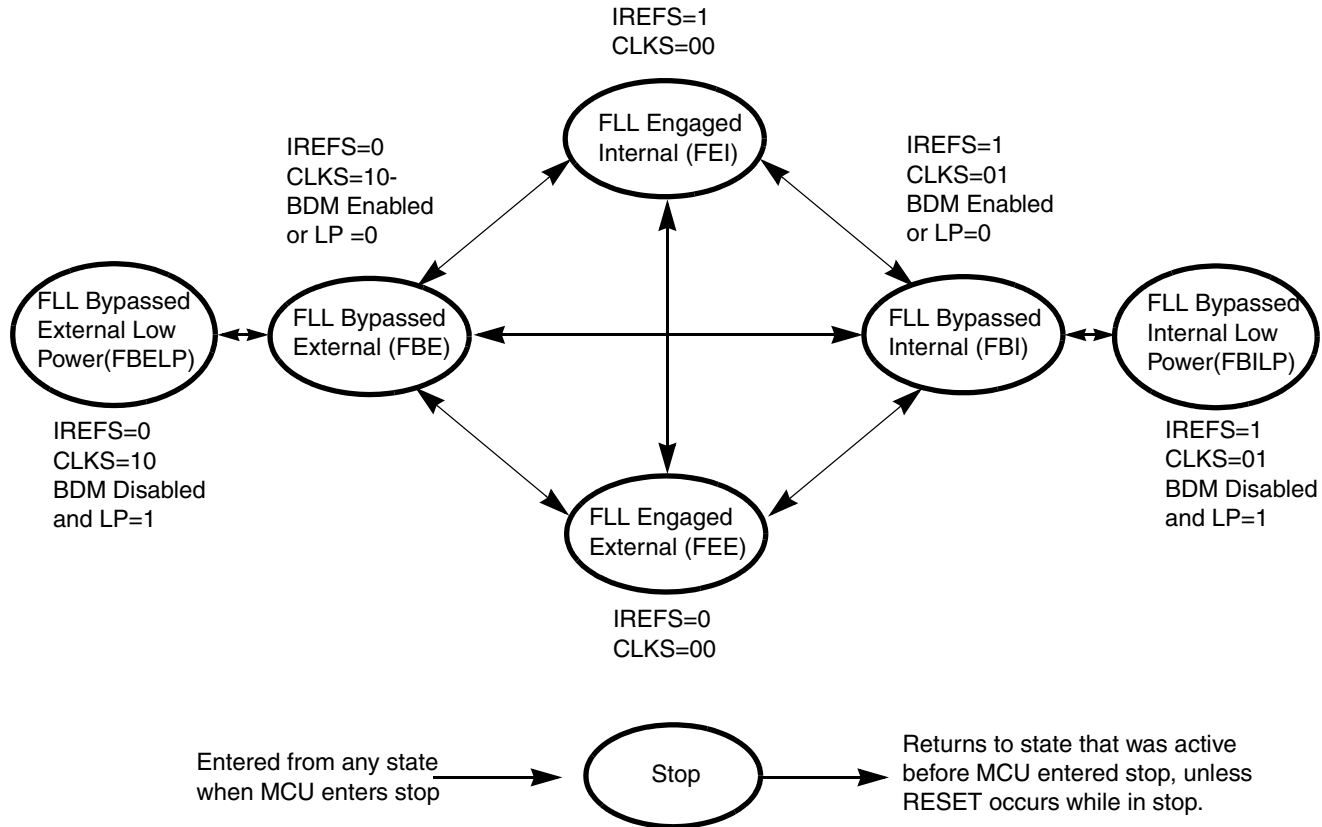 IREFS=1
CLKS=00
FLL Engaged
Internal (FEI)
IREFS=0
CLKS=10-
BDM Enabled
or LP =0
IREFS=1
CLKS=01
BDM Enabled
or LP=0
FLL Bypassed
External Low
Power(FBELP)
FLL Bypassed
External (FBE)
FLL Bypassed
Internal (FBI)
FLL Bypassed
Internal Low
Power(FBILP)
IREFS=0
CLKS=10
BDM Disabled
and LP=1
IREFS=1
CLKS=01
BDM Disabled
and LP=1
FLL Engaged
External (FEE)
IREFS=0
CLKS=00
Entered from any state
when MCU enters stop
Stop
Returns to state that was active
before MCU entered stop, unless
RESET occurs while in stop.